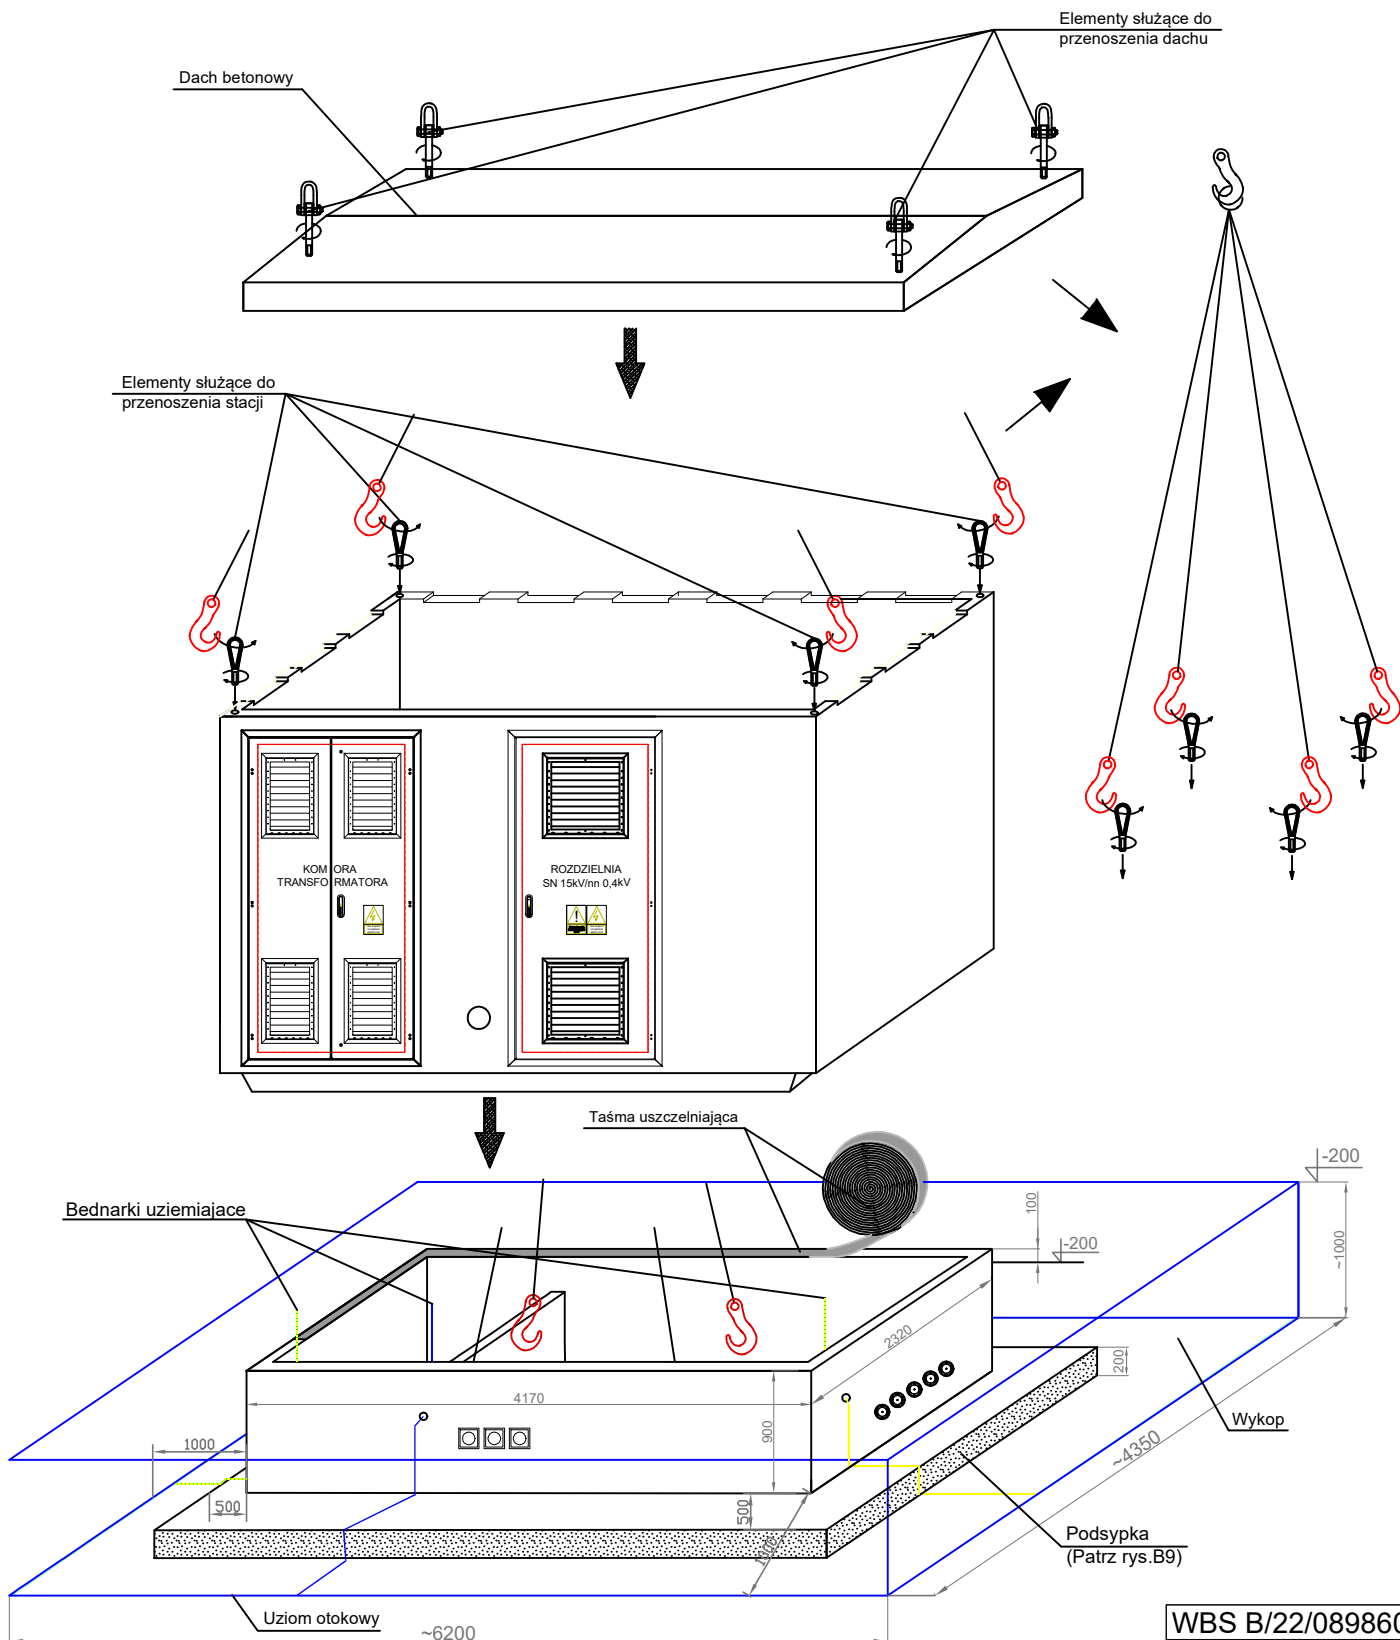 Elementy służące do
przenoszenia dachu
Dach betonowy
Elementy służące do
przenoszenia stacji
KOMORA
TRANSFORMATORA
ROZDZIELNIA
SN 15kV/nn 0,4kV
Taśma uszczelniająca
-200
Bednarki uziemiajace
100
-200
~1000
2320
200
4170
900
Wykop
1000
~4350
500
500
1000
Podsypka
(Patrz rys.B9)
Uziom otokowy
~6200
WBS B/22/089860